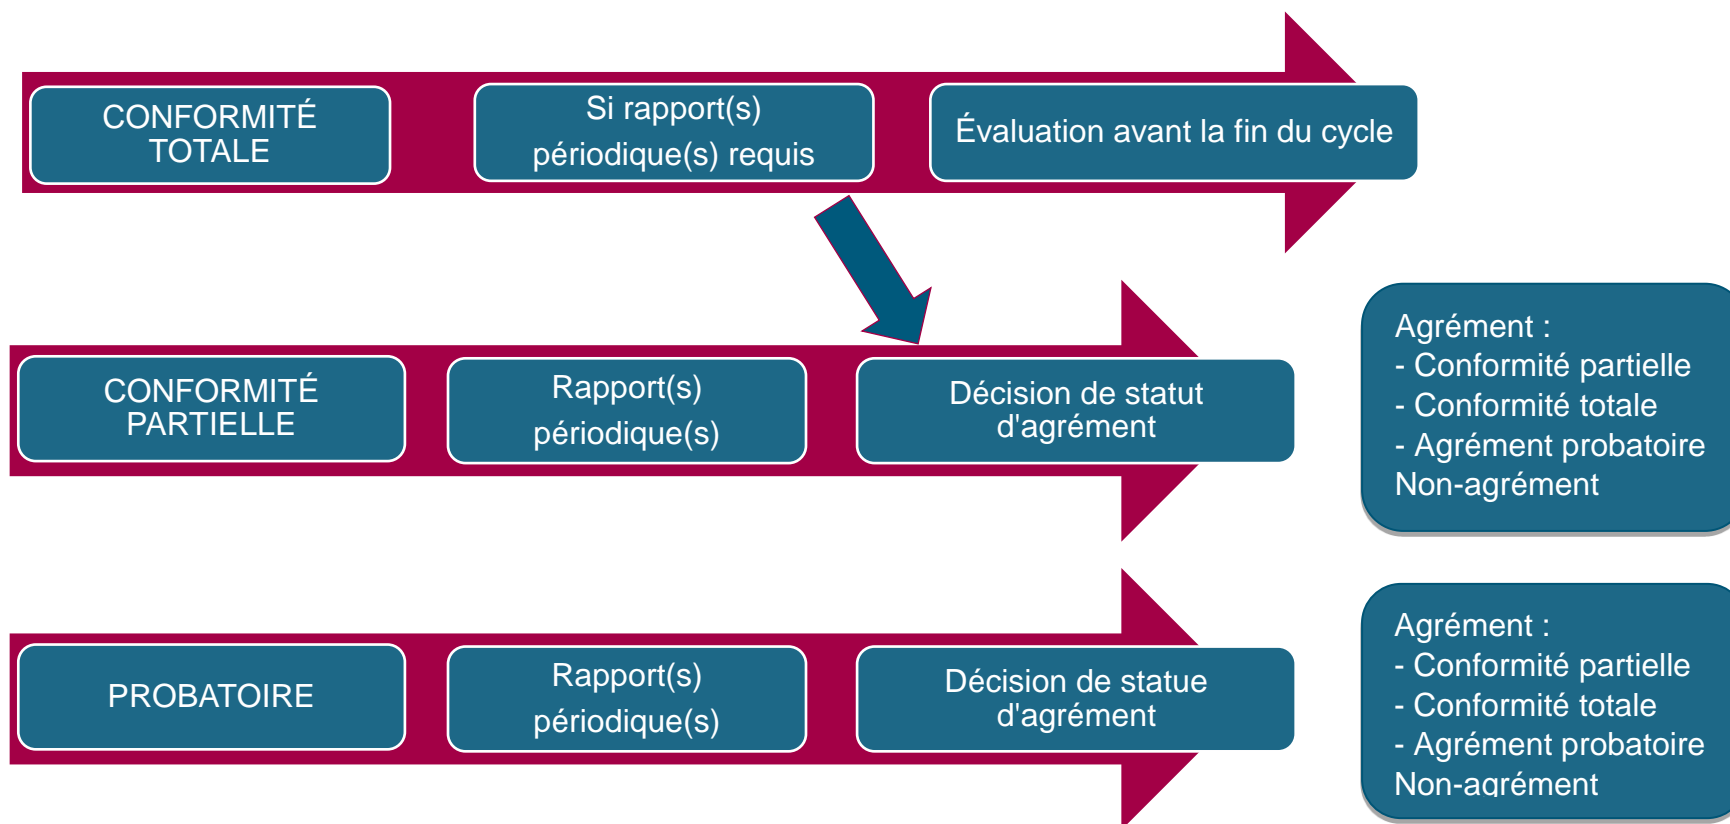 CONFORMITÉ
TOTALE
Si rapport(s)
périodique(s) requis
Évaluation avant la fin du cycle
CONFORMITÉ
PARTIELLE
Rapport(s)
périodique(s)
Décision de statut
d'agrément
Agrément :
- Conformité partielle
- Conformité totale
- Agrément probatoire
Non-agrément
PROBATOIRE
Rapport(s)
périodique(s)
Décision de statue
d'agrément
Agrément :
- Conformité partielle
- Conformité totale
- Agrément probatoire
Non-agrément